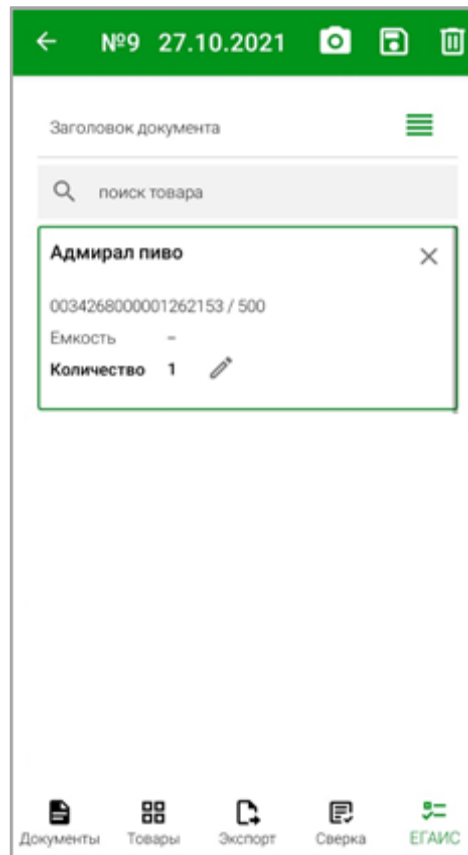 №9 27.10.2021
Заголовок документа
поиск товара
Адмирал пиво
0034268000001262153 / 500
Емкость –
Количество 1
Документы Товары Экспорт Сверка ЕГАИС